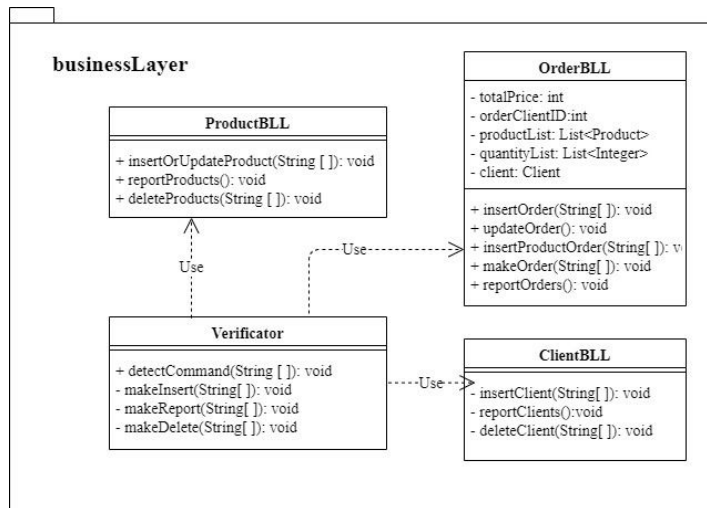 businessLayer
ProductBLL
+ insertOrUpdateProduct(String [ ]): void
+ reportProducts(): void
+ deleteProducts(String [ ]): void
OrderBLL
- totalPrice: int
- orderClientID:int
- productList: List<Product>
- quantityList: List<Integer>
- client: Client
+ insertOrder(String[ ]): void
+ updateOrder(): void
+ insertProductOrder(String[ ]): v
+ makeOrder(String[ ]): void
+ reportOrders(): void
Use
Use
Verificator
+ detectCommand(String [ ]): void
- makeInsert(String[ ]): void
- makeReport(String[ ]): void
- makeDelete(String[ ]): void
Use
ClientBLL
- insertClient(String[ ]): void
- reportClients():void
- deleteClient(String[ ]): void